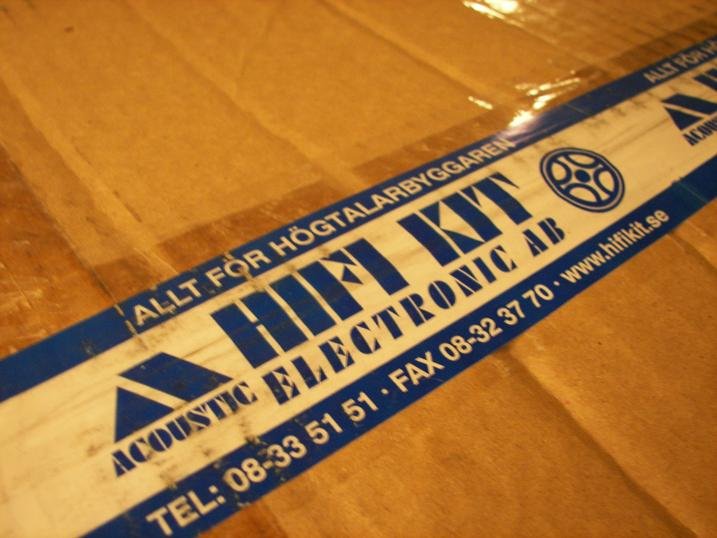 ALLT FÖR HÖGTALARBYGGAREN
HIFI KIT
ACOUSTIC ELECTRONIC AB
TEL: 08-33 51 51 · FAX 08-32 37 70 · www.hifikit.se
ALLT FÖR